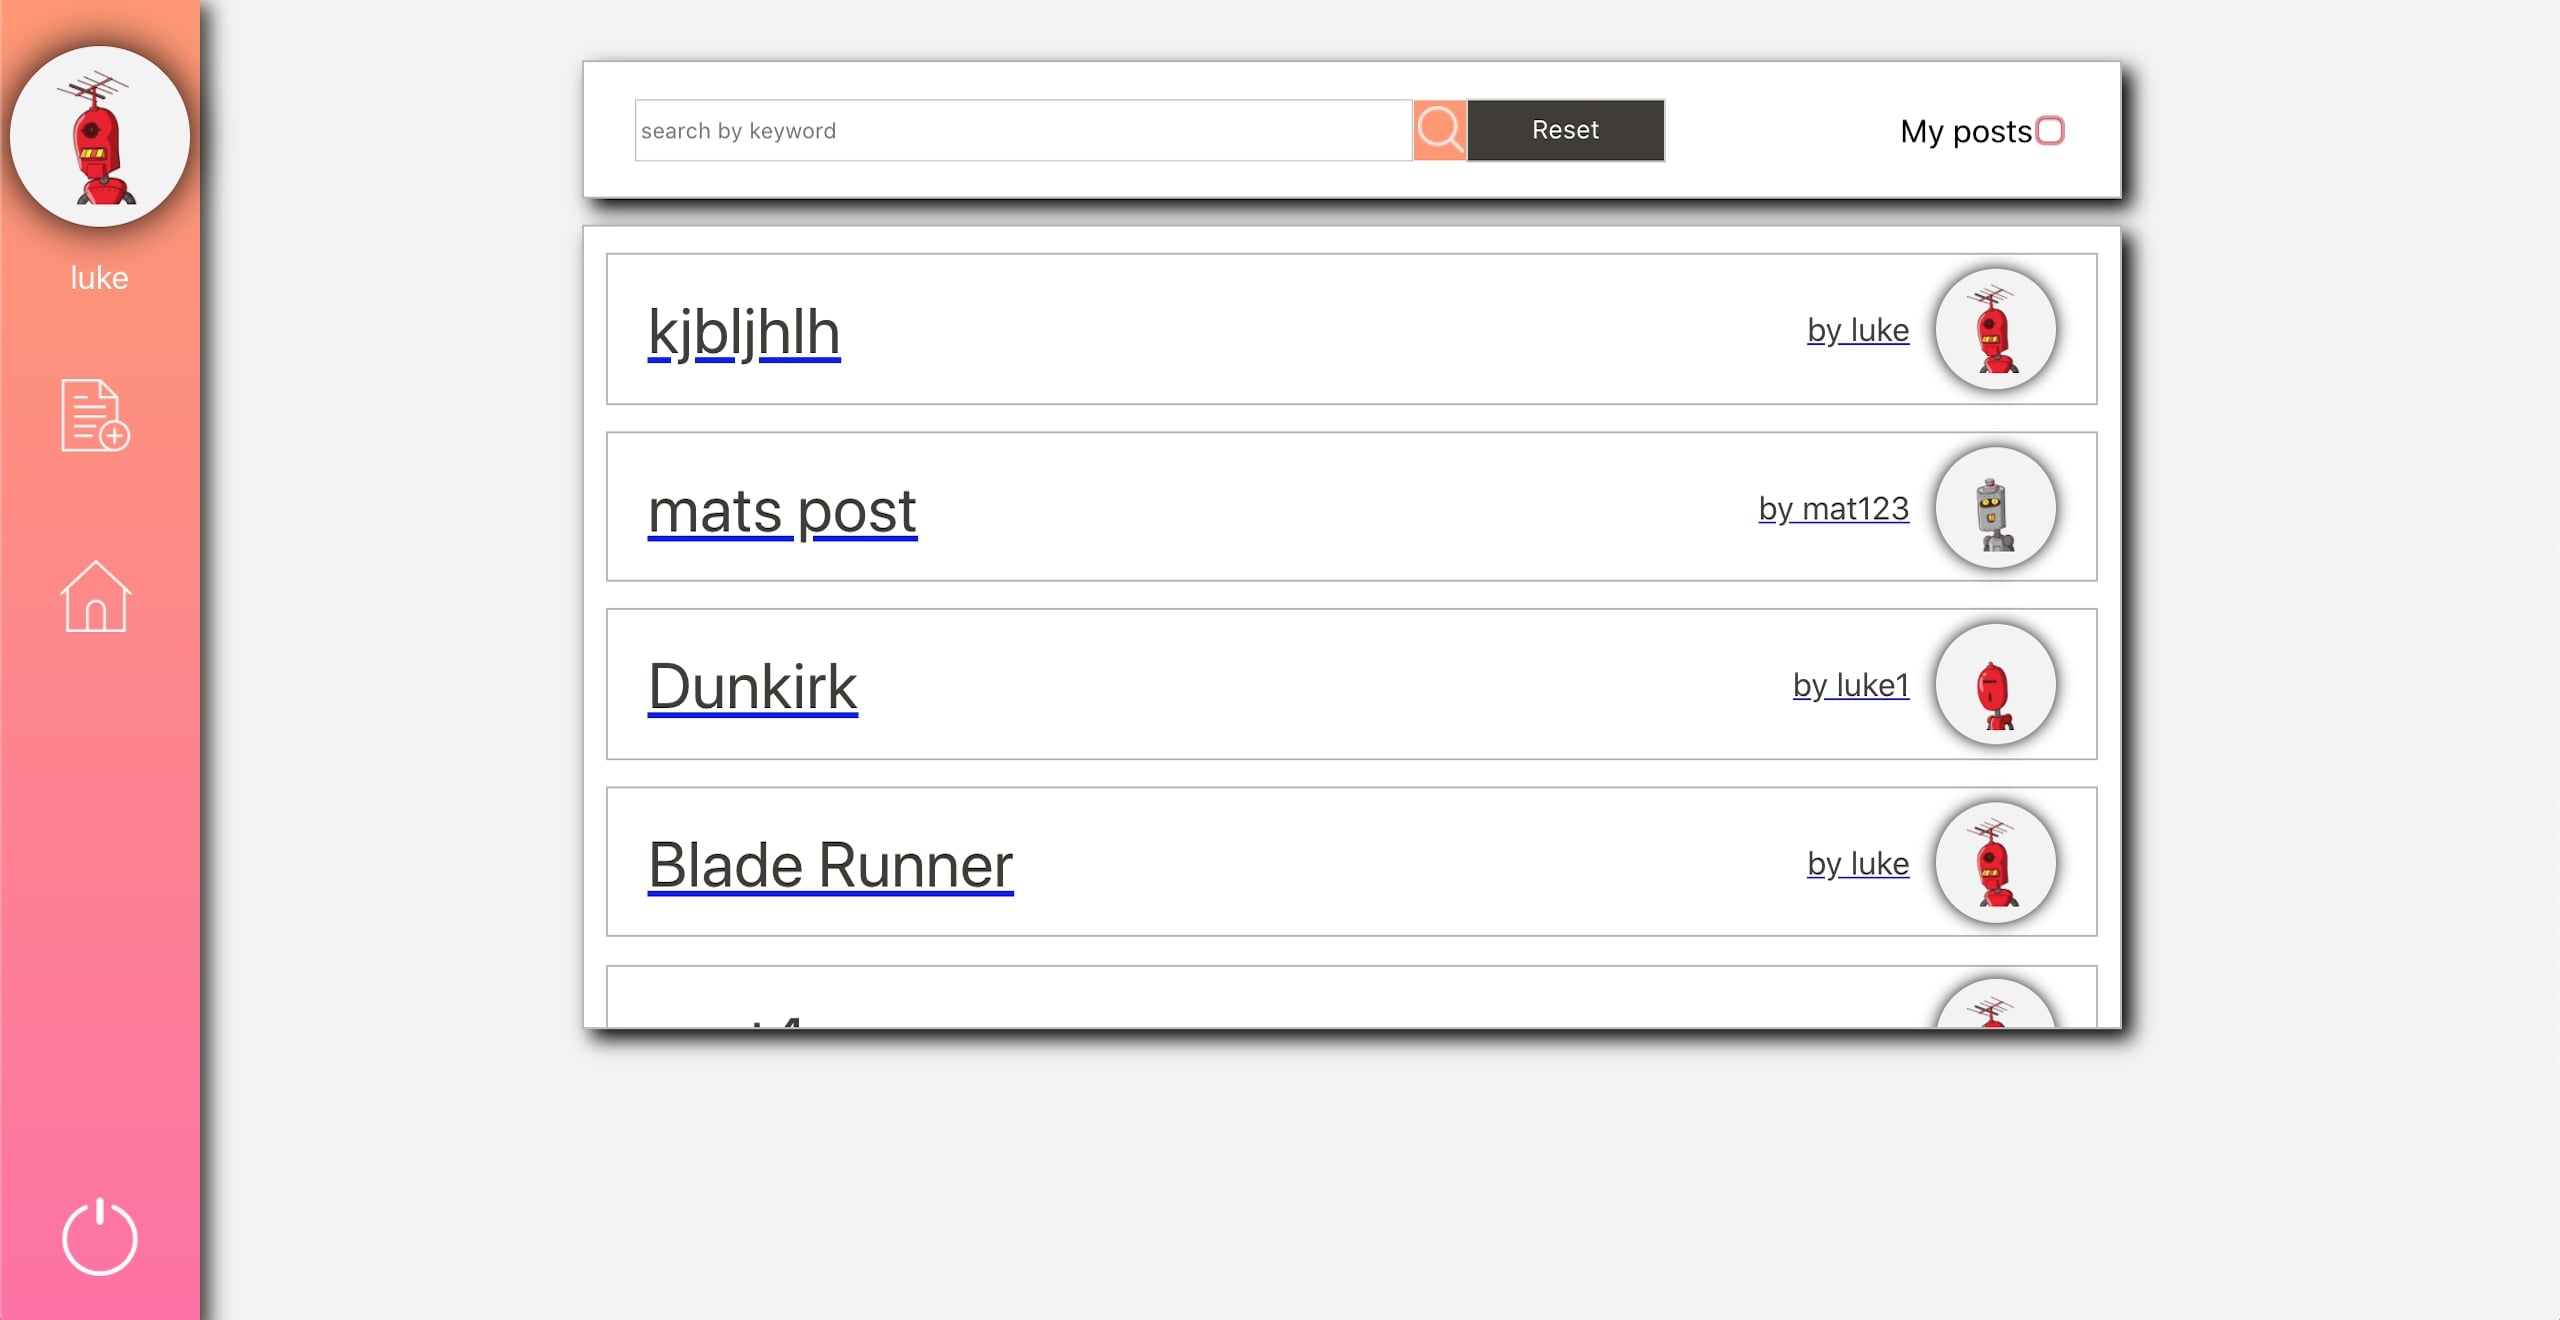 luke
search by keyword
Reset
My posts
kjbljhlh
by luke
mats post
by mat123
Dunkirk
by luke1
Blade Runner
by luke